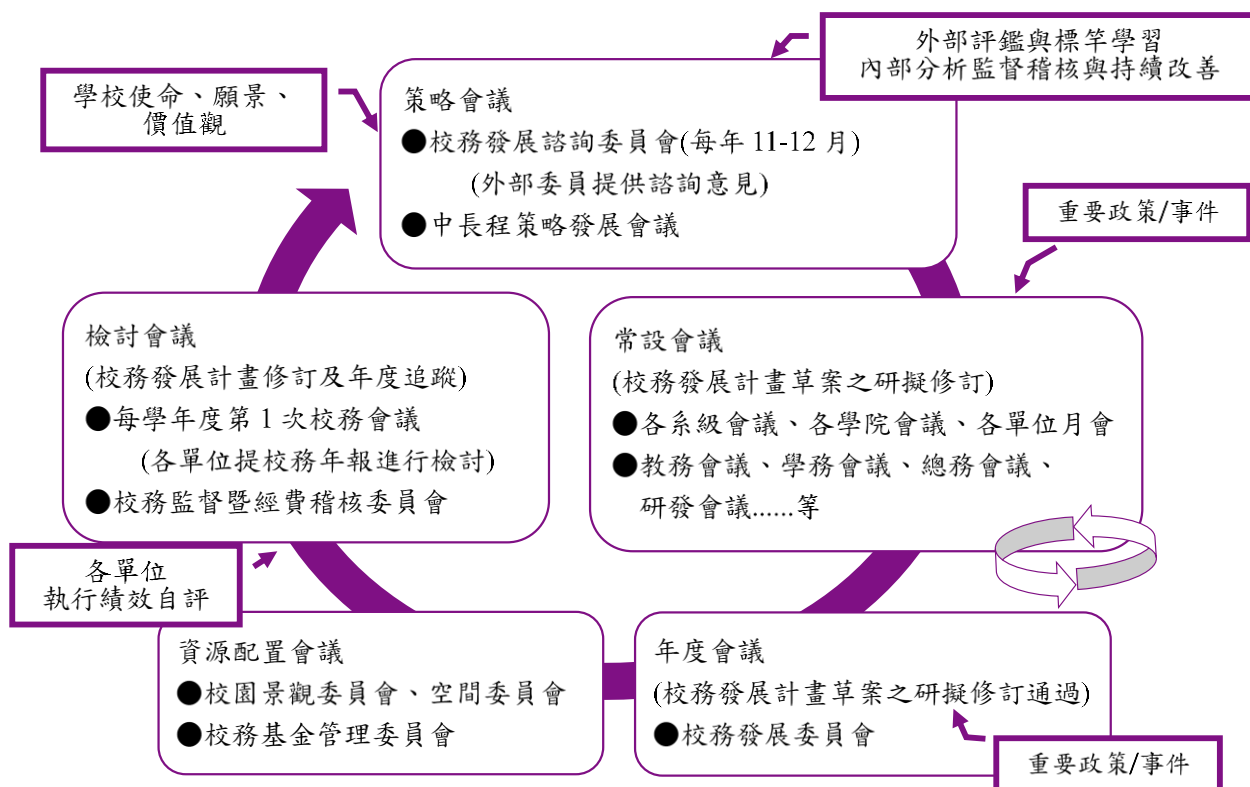 外部評鑑與標竿學習
內部分析監督稽核與持續改善
學校使命、願景、
價值觀
策略會議
●校務發展諮詢委員會(每年 11-12 月)
(外部委員提供諮詢意見)
●中長程策略發展會議
重要政策/事件
檢討會議
(校務發展計畫修訂及年度追蹤)
●每學年度第 1 次校務會議
(各單位提校務年報進行檢討)
●校務監督暨經費稽核委員會
常設會議
(校務發展計畫草案之研擬修訂)
●各系級會議、各學院會議、各單位月會
●教務會議、學務會議、總務會議、
研發會議......等
各單位
執行績效自評
資源配置會議
●校園景觀委員會、空間委員會
●校務基金管理委員會
年度會議
(校務發展計畫草案之研擬修訂通過)
●校務發展委員會
重要政策/事件